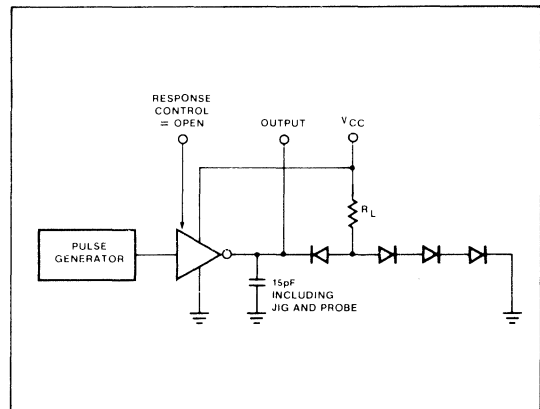 RESPONSE
CONTROL
= OPEN
OUTPUT
VCC
RL
PULSE
GENERATOR
15pF
INCLUDING
JIG AND PROBE